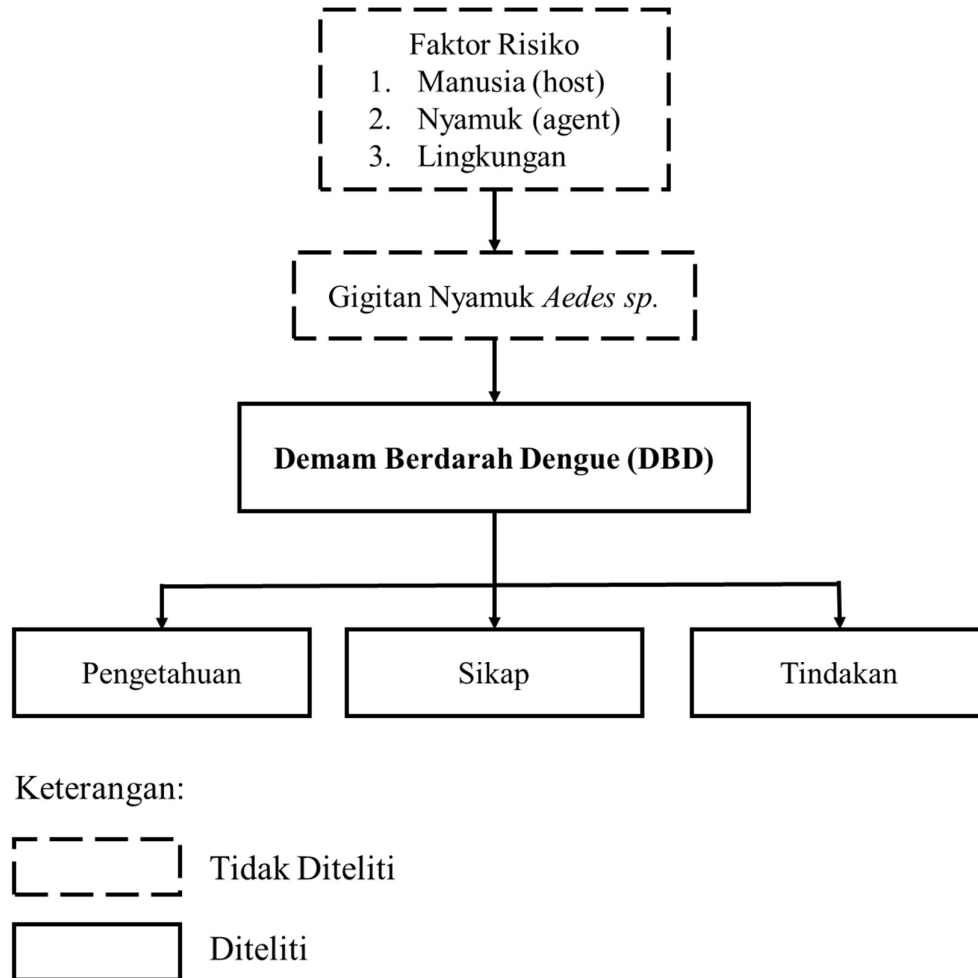 Faktor Risiko
1. Manusia (host)
2. Nyamuk (agent)
3. Lingkungan
Gigitan Nyamuk Aedes sp.
Demam Berdarah Dengue (DBD)
Pengetahuan
Sikap
Tindakan
Keterangan:
Tidak Diteliti
Diteliti